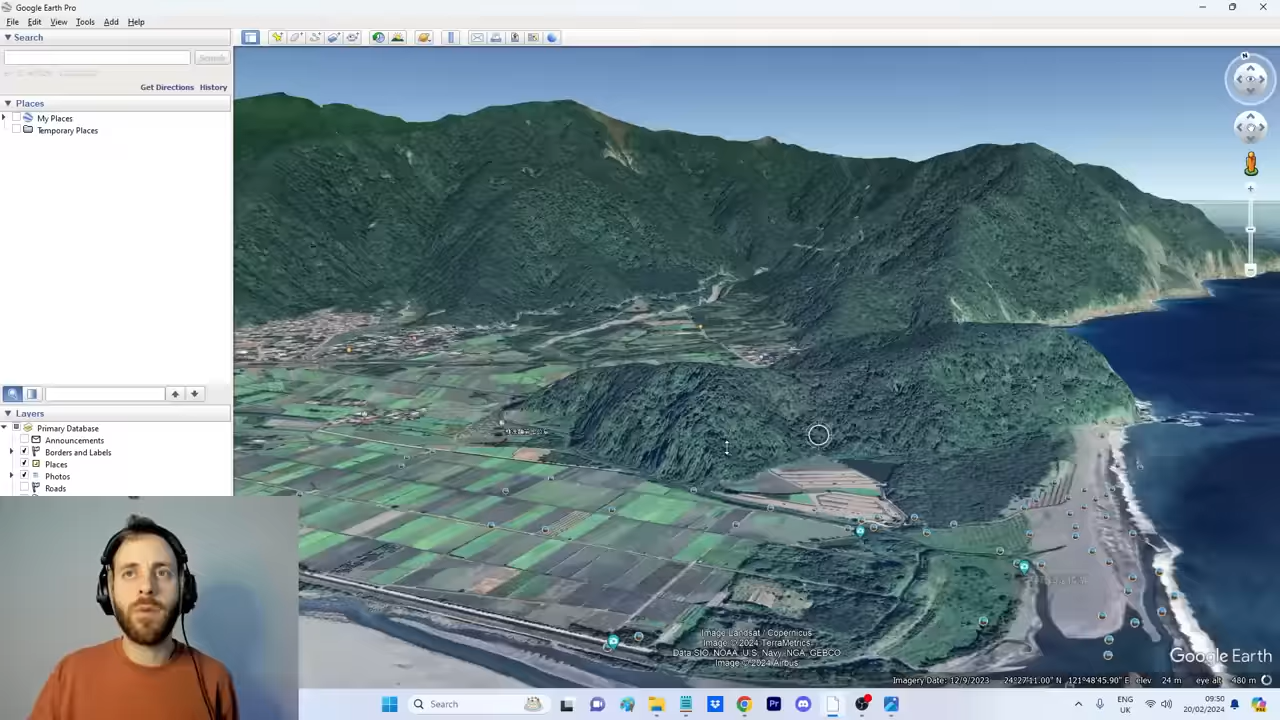 Google Earth Pro
File Edit View Tools Add Help
Search
Search
Get Directions History
Places
My Places
Temporary Places
Layers
Primary Database
Announcements
Borders and Labels
Places
Photos
Roads
N
Image Landsat / Copernicus
Image © 2024 TerraMetrics
Data SIO, NOAA, U.S. Navy, NGA, GEBCO
Image © 2024 Airbus
Google Earth
Imagery Date: 12/9/2023 24°27'11.00" N 121°48'45.90" E elev 24 m eye alt 480 m
Search
Pr
ENG
UK
09:50
20/02/2024